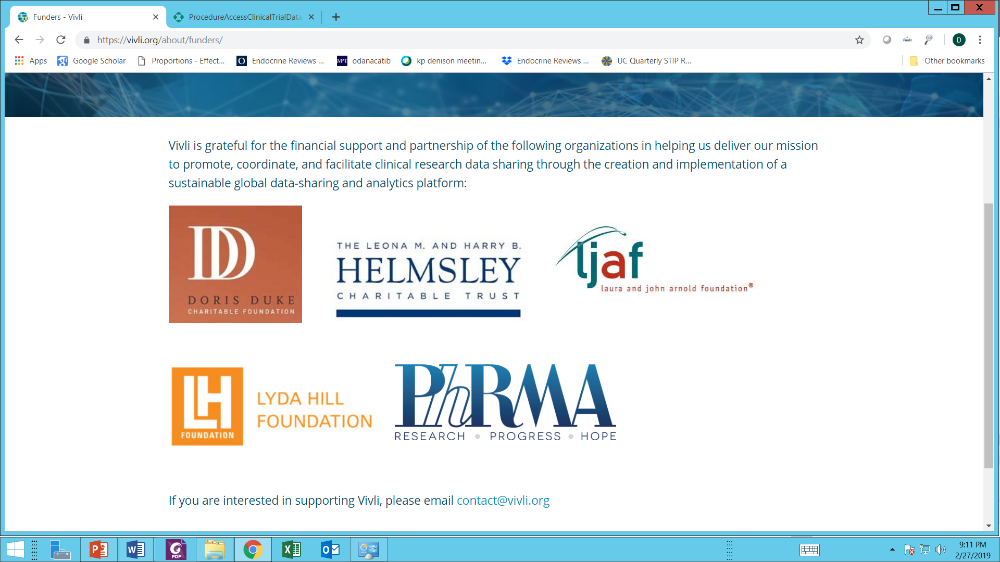 Funders - Vivli
ProcedureAccessClinicalTrialData
https://vivli.org/about/funders/
Findit
D
Apps
Google Scholar
Proportions - Effect...
Endocrine Reviews ...
odanacatib
kp denison meetin...
Endocrine Reviews ...
UC Quarterly STIP R...
Other bookmarks
Vivli is grateful for the financial support and partnership of the following organizations in helping us deliver our mission
to promote, coordinate, and facilitate clinical research data sharing through the creation and implementation of a
sustainable global data-sharing and analytics platform:
DD
DORIS DUKE
CHARITABLE FOUNDATION
THE LEONA M. AND HARRY B.
HELMSLEY
CHARITABLE TRUST
ljaf
laura and john arnold foundation®
LH
FOUNDATION
LYDA HILL
FOUNDATION
PhRMA
RESEARCH • PROGRESS • HOPE
If you are interested in supporting Vivli, please email contact@vivli.org
PDF
9:11 PM
2/27/2019